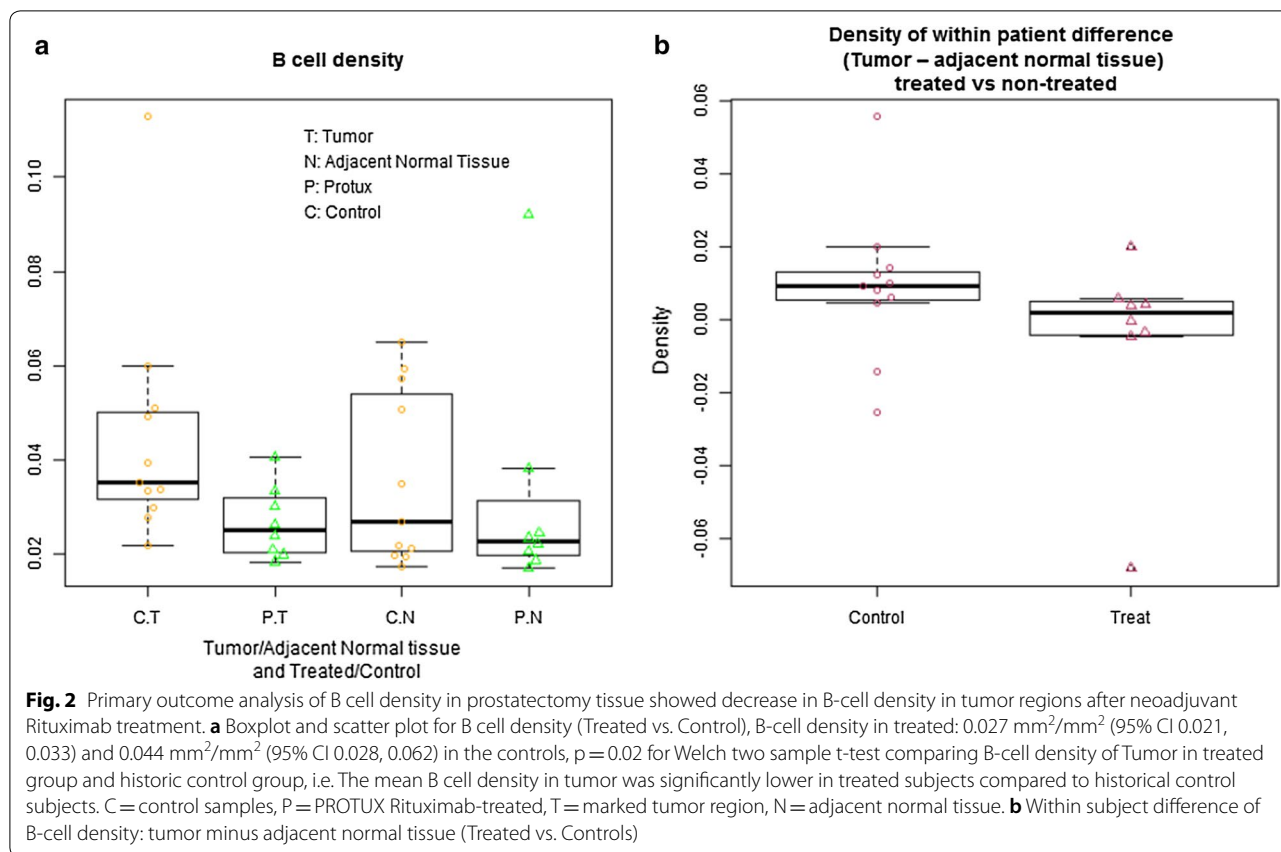 a
B cell density
T: Tumor
N: Adjacent Normal Tissue
P: Protux
C: Control
0.10
0.08
0.06
0.04
0.02
C.T P.T C.N P.N
Tumor/Adjacent Normal tissue
and Treated/Control
b
Density of within patient difference
(Tumor – adjacent normal tissue)
treated vs non-treated
Density
0.06
0.04
0.02
0.00
-0.02
-0.04
-0.06
Control Treat
Fig. 2 Primary outcome analysis of B cell density in prostatectomy tissue showed decrease in B-cell density in tumor regions after neoadjuvant
Rituximab treatment. a Boxplot and scatter plot for B cell density (Treated vs. Control), B-cell density in treated: 0.027 mm²/mm² (95% CI 0.021,
0.033) and 0.044 mm²/mm² (95% CI 0.028, 0.062) in the controls, p = 0.02 for Welch two sample t-test comparing B-cell density of Tumor in treated
group and historic control group, i.e. The mean B cell density in tumor was significantly lower in treated subjects compared to historical control
subjects. C = control samples, P = PROTUX Rituximab-treated, T = marked tumor region, N = adjacent normal tissue. b Within subject difference of
B-cell density: tumor minus adjacent normal tissue (Treated vs. Controls)